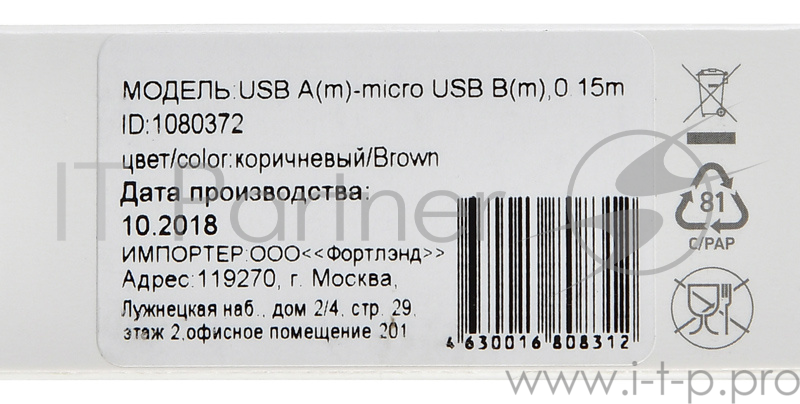 МОДЕЛЬ:USB A(m)-micro USB B(m),0.15m
ID:1080372
цвет/color:коричневый/Brown
Дата производства:
10.2018
ИМПОРТЕР:ООО<<Фортлэнд>>
Адрес:119270, г. Москва,
Лужнецкая наб., дом 2/4, стр. 29,
этаж 2,офисное помещение 201
4 630016 808312
81
C/PAP
IT Partner
www.i-t-p.pro